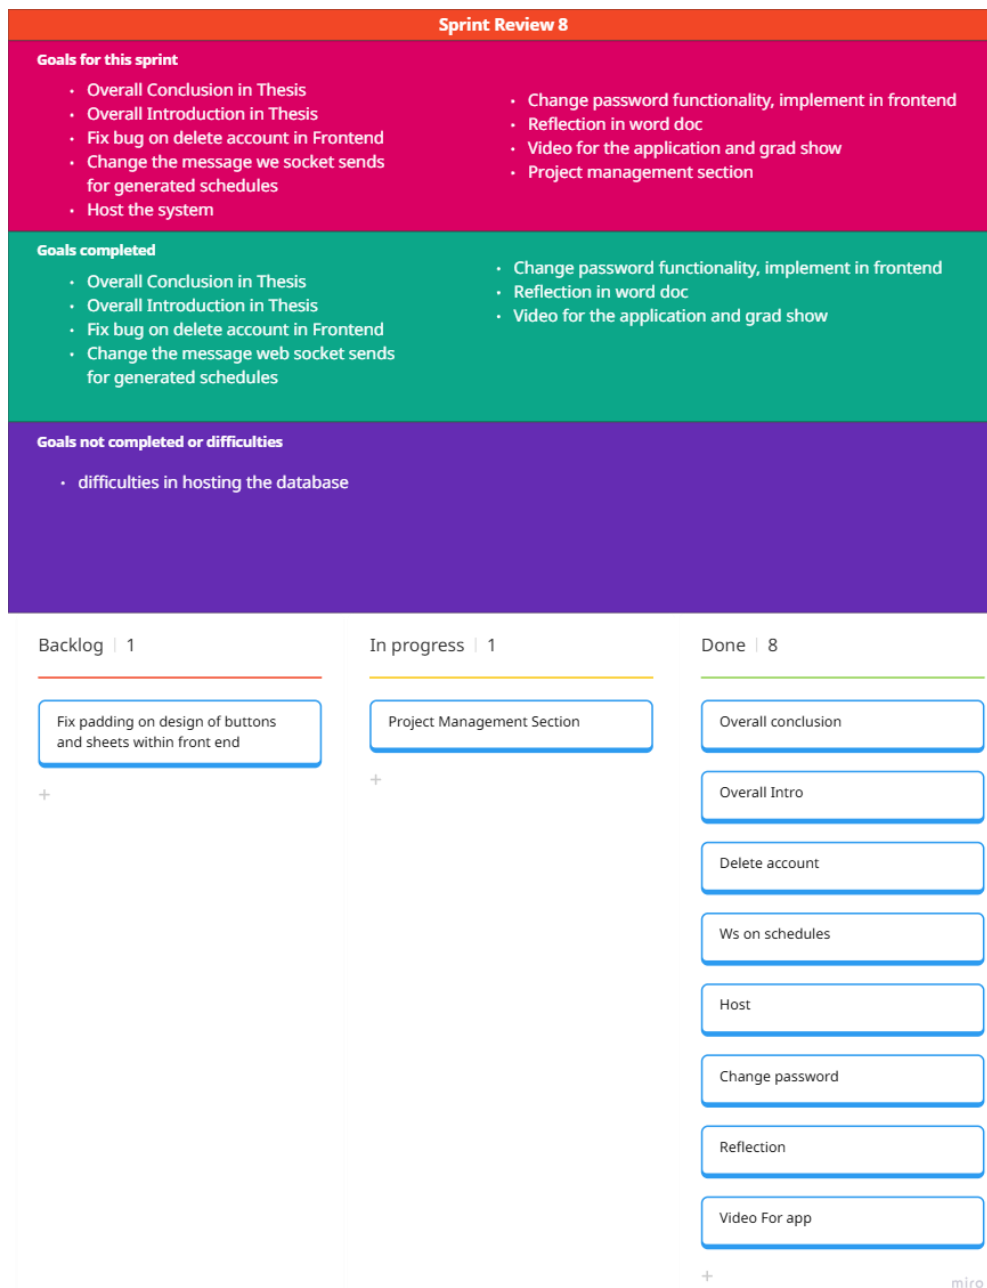 Sprint Review 8
Goals for this sprint
• Overall Conclusion in Thesis
• Overall Introduction in Thesis
• Fix bug on delete account in Frontend
• Change the message we socket sends
for generated schedules
• Host the system
• Change password functionality, implement in frontend
• Reflection in word doc
• Video for the application and grad show
• Project management section
Goals completed
• Overall Conclusion in Thesis
• Overall Introduction in Thesis
• Fix bug on delete account in Frontend
• Change the message web socket sends
for generated schedules
• Change password functionality, implement in frontend
• Reflection in word doc
• Video for the application and grad show
Goals not completed or difficulties
• difficulties in hosting the database
Backlog | 1
Fix padding on design of buttons
and sheets within front end
+
In progress | 1
Project Management Section
+
Done | 8
Overall conclusion
Overall Intro
Delete account
Ws on schedules
Host
Change password
Reflection
Video For app
+
miro